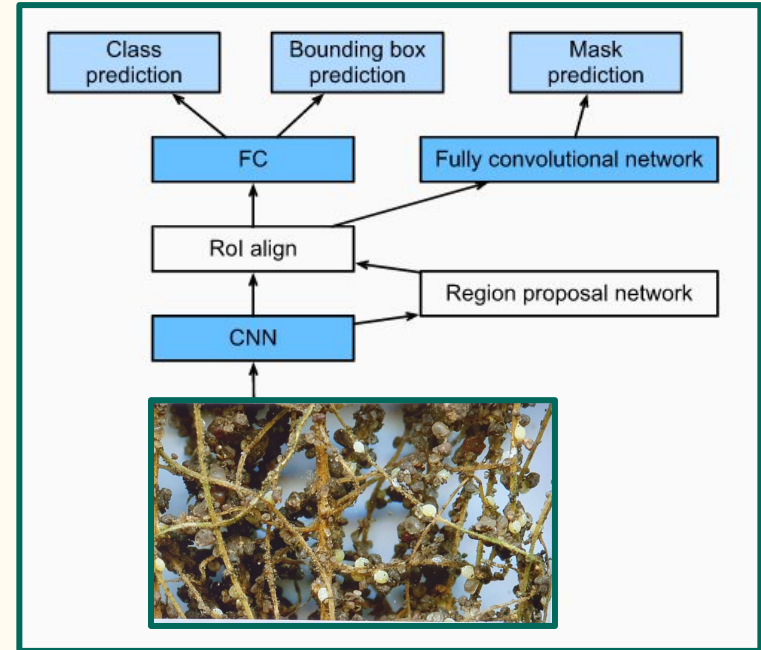 Class
prediction
Bounding box
prediction
Mask
prediction
FC
Fully convolutional network
RoI align
Region proposal network
CNN